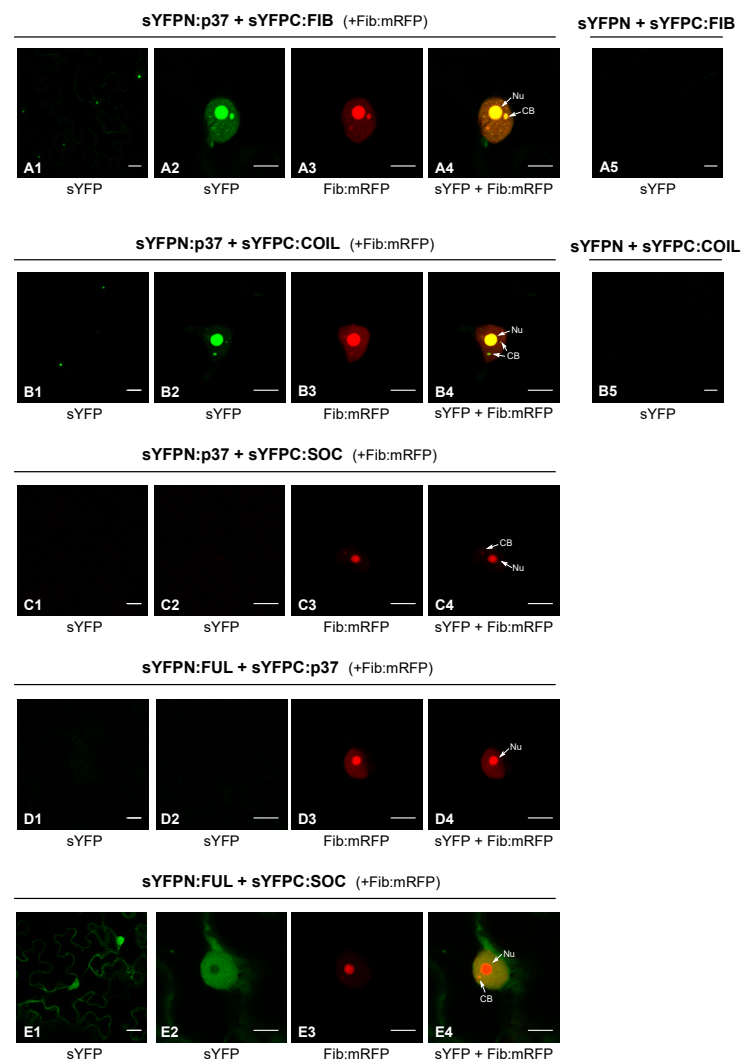 sYFPN:p37 + sYFPC:FIB (+Fib:mRFP)
sYFPN + sYFPC:FIB
Nu
CB
A1 A2 A3 A4 A5
sYFP sYFP Fib:mRFP sYFP + Fib:mRFP sYFP
sYFPN:p37 + sYFPC:COIL (+Fib:mRFP)
sYFPN + sYFPC:COIL
Nu
CB
B1 B2 B3 B4 B5
sYFP sYFP Fib:mRFP sYFP + Fib:mRFP sYFP
sYFPN:p37 + sYFPC:SOC (+Fib:mRFP)
CB
Nu
C1 C2 C3 C4
sYFP sYFP Fib:mRFP sYFP + Fib:mRFP
sYFPN:FUL + sYFPC:p37 (+Fib:mRFP)
Nu
D1 D2 D3 D4
sYFP sYFP Fib:mRFP sYFP + Fib:mRFP
sYFPN:FUL + sYFPC:SOC (+Fib:mRFP)
Nu
CB
E1 E2 E3 E4
sYFP sYFP Fib:mRFP sYFP + Fib:mRFP